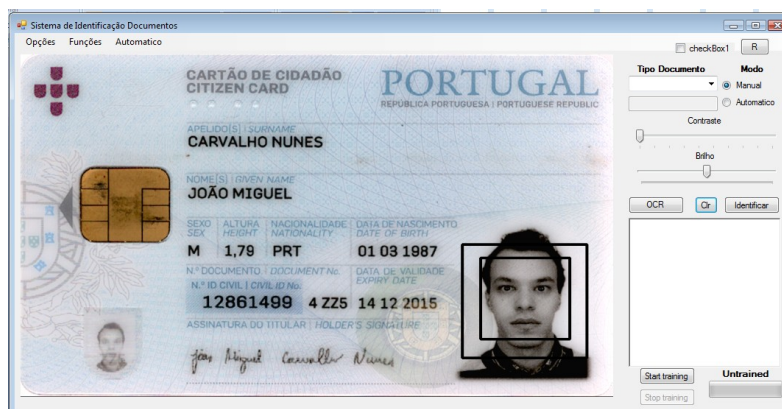 Sistema de Identificação Documentos
Opções Funções Automatico
checkBox1 R
CARTÃO DE CIDADÃO
CITIZEN CARD
PORTUGAL
REPÚBLICA PORTUGUESA | PORTUGUESE REPUBLIC
APELIDO[S] | SURNAME
CARVALHO NUNES
NOME[S] | GIVEN NAME
JOÃO MIGUEL
SEXO ALTURA NACIONALIDADE DATA DE NASCIMENTO
SEX HEIGHT NATIONALITY DATE OF BIRTH
M 1,79 PRT 01 03 1987
N.º DOCUMENTO | DOCUMENT No. DATA DE VALIDADE
N.º ID CIVIL | CIVIL ID No. EXPIRY DATE
12861499 4 ZZ5 14 12 2015
ASSINATURA DO TITULAR | HOLDER'S SIGNATURE
João Miguel Carvalho Nunes
Tipo Documento Modo
Manual
Automatico
Contraste
Brilho
OCR Clr Identificar
Start training Untrained
Stop training